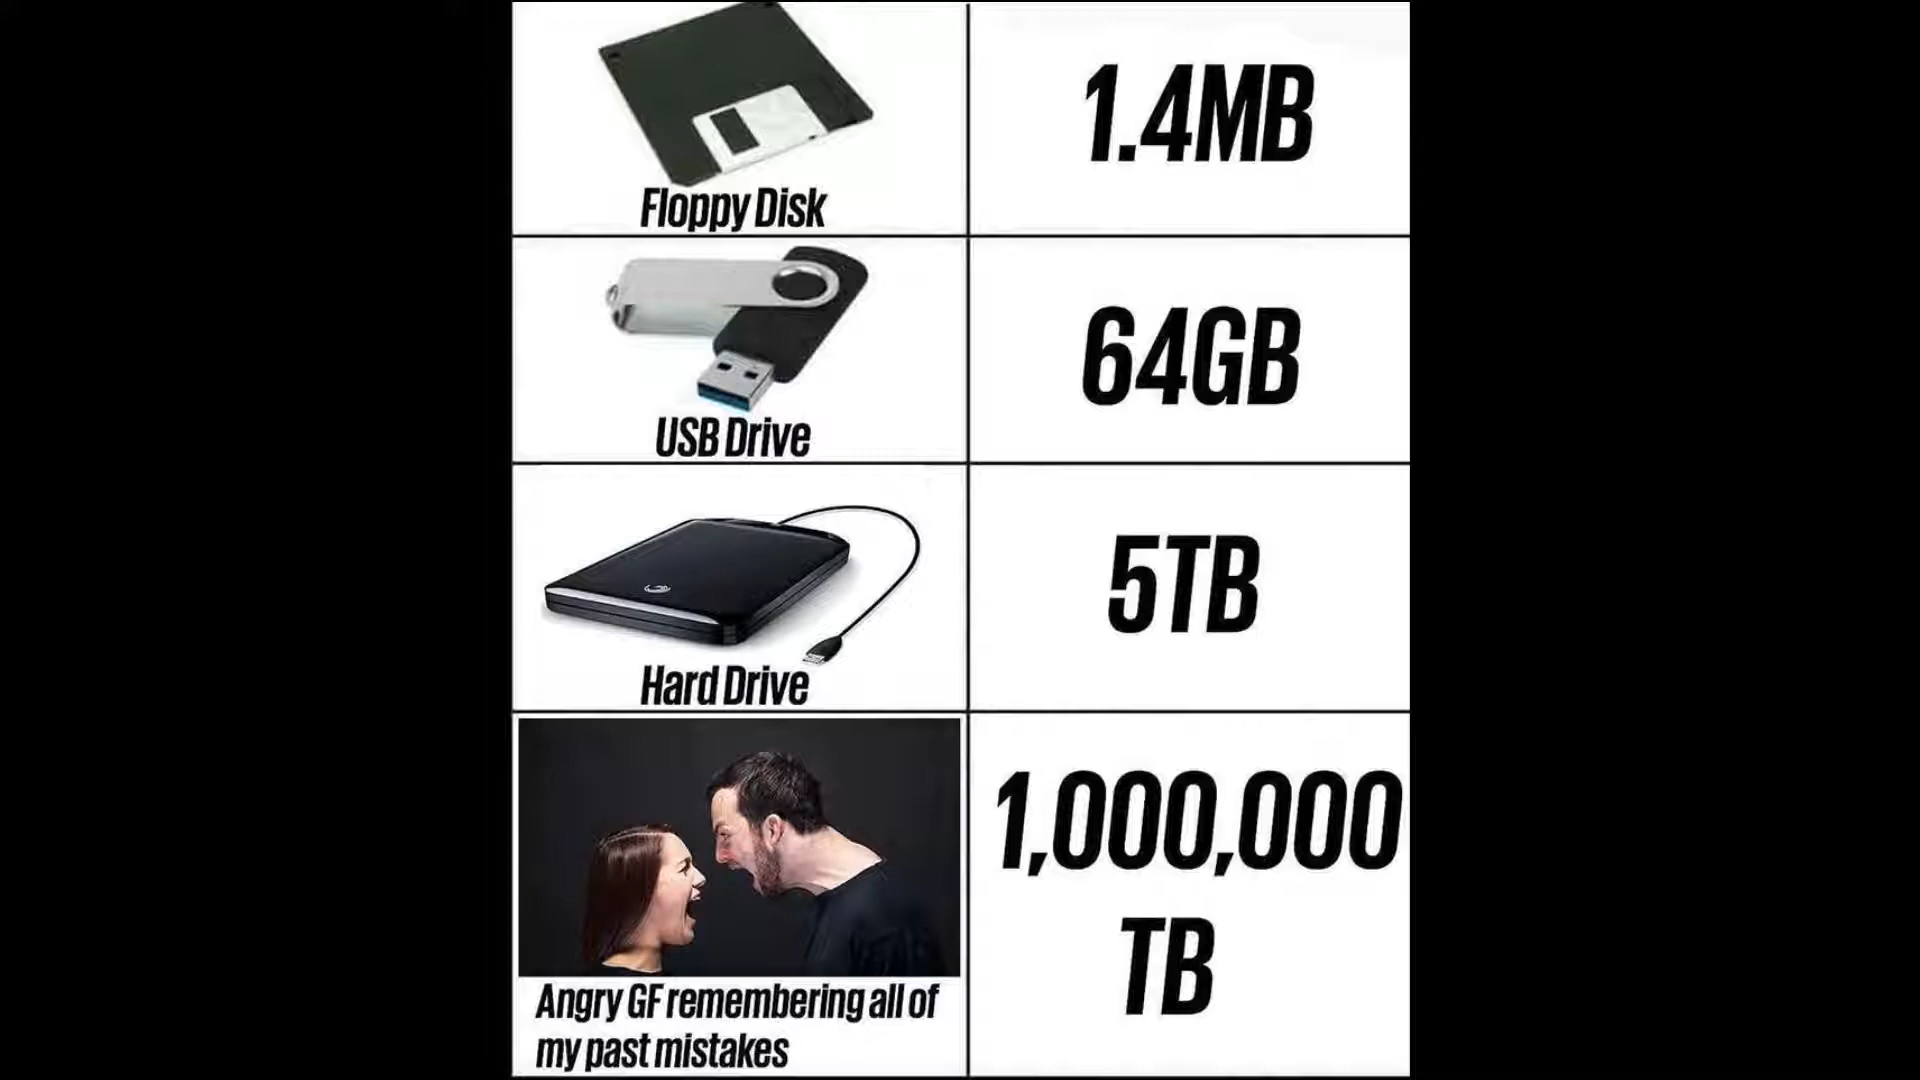 1.4MB
Floppy Disk
64GB
USB Drive
5TB
Hard Drive
1,000,000
TB
Angry GF remembering all of
my past mistakes